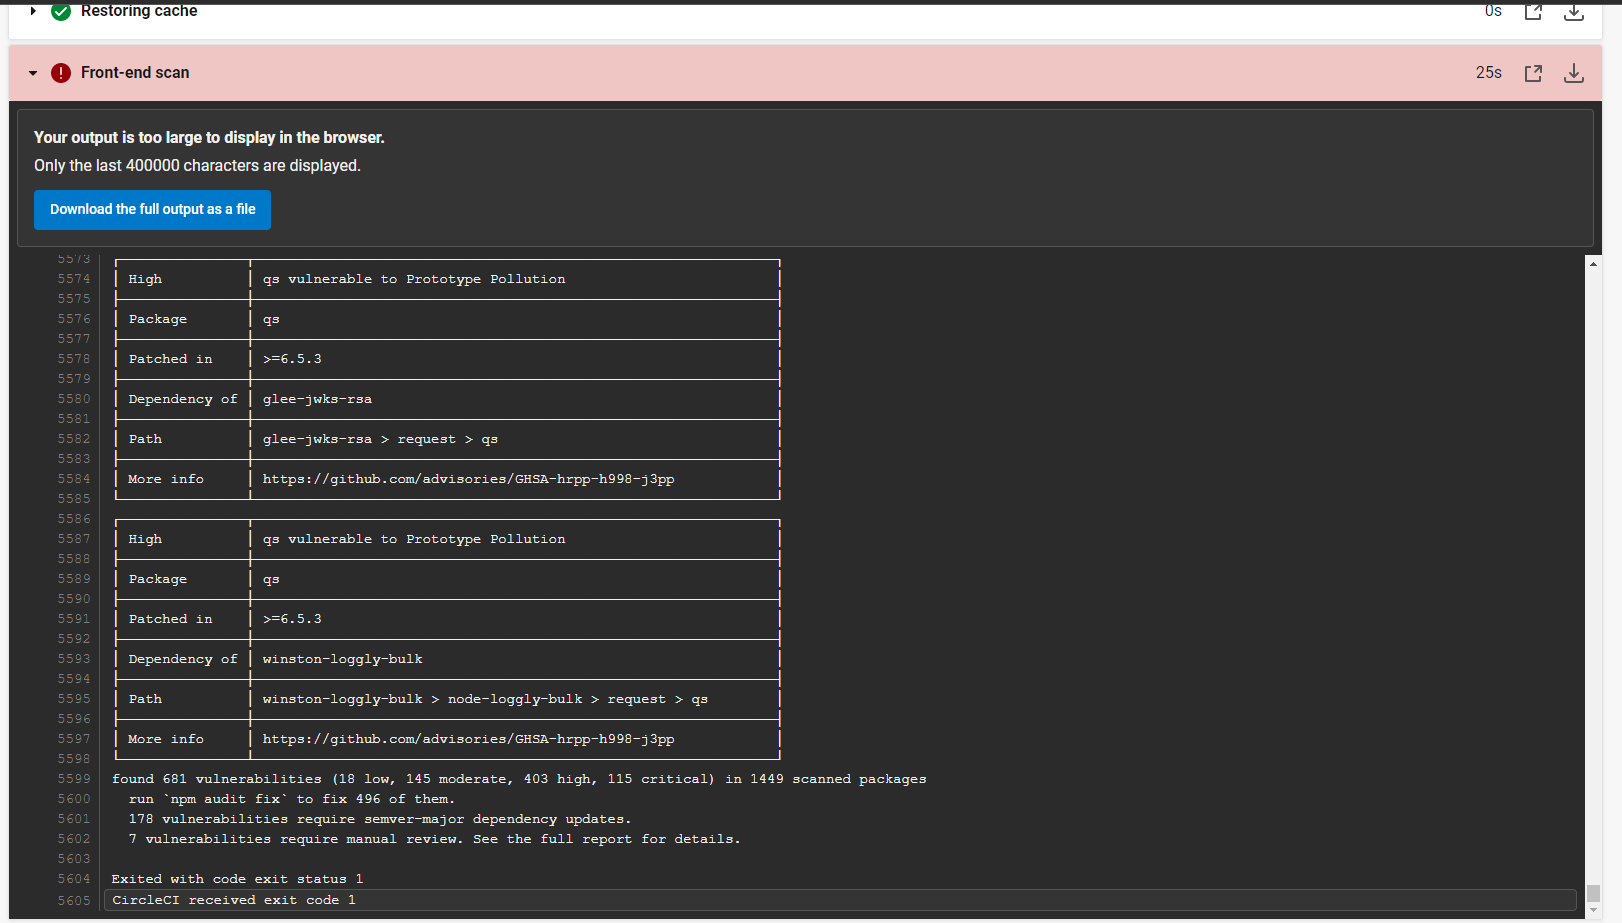 Restoring cache 0s
Front-end scan 25s
Your output is too large to display in the browser.
Only the last 400000 characters are displayed.
Download the full output as a file
5573
5574 High qs vulnerable to Prototype Pollution
5575
5576 Package qs
5577
5578 Patched in >=6.5.3
5579
5580 Dependency of glee-jwks-rsa
5581
5582 Path glee-jwks-rsa > request > qs
5583
5584 More info https://github.com/advisories/GHSA-hrpp-h998-j3pp
5585
5586
5587 High qs vulnerable to Prototype Pollution
5588
5589 Package qs
5590
5591 Patched in >=6.5.3
5592
5593 Dependency of winston-loggly-bulk
5594
5595 Path winston-loggly-bulk > node-loggly-bulk > request > qs
5596
5597 More info https://github.com/advisories/GHSA-hrpp-h998-j3pp
5598
5599 found 681 vulnerabilities (18 low, 145 moderate, 403 high, 115 critical) in 1449 scanned packages
5600 run `npm audit fix` to fix 496 of them.
5601 178 vulnerabilities require semver-major dependency updates.
5602 7 vulnerabilities require manual review. See the full report for details.
5603
5604 Exited with code exit status 1
5605 CircleCI received exit code 1